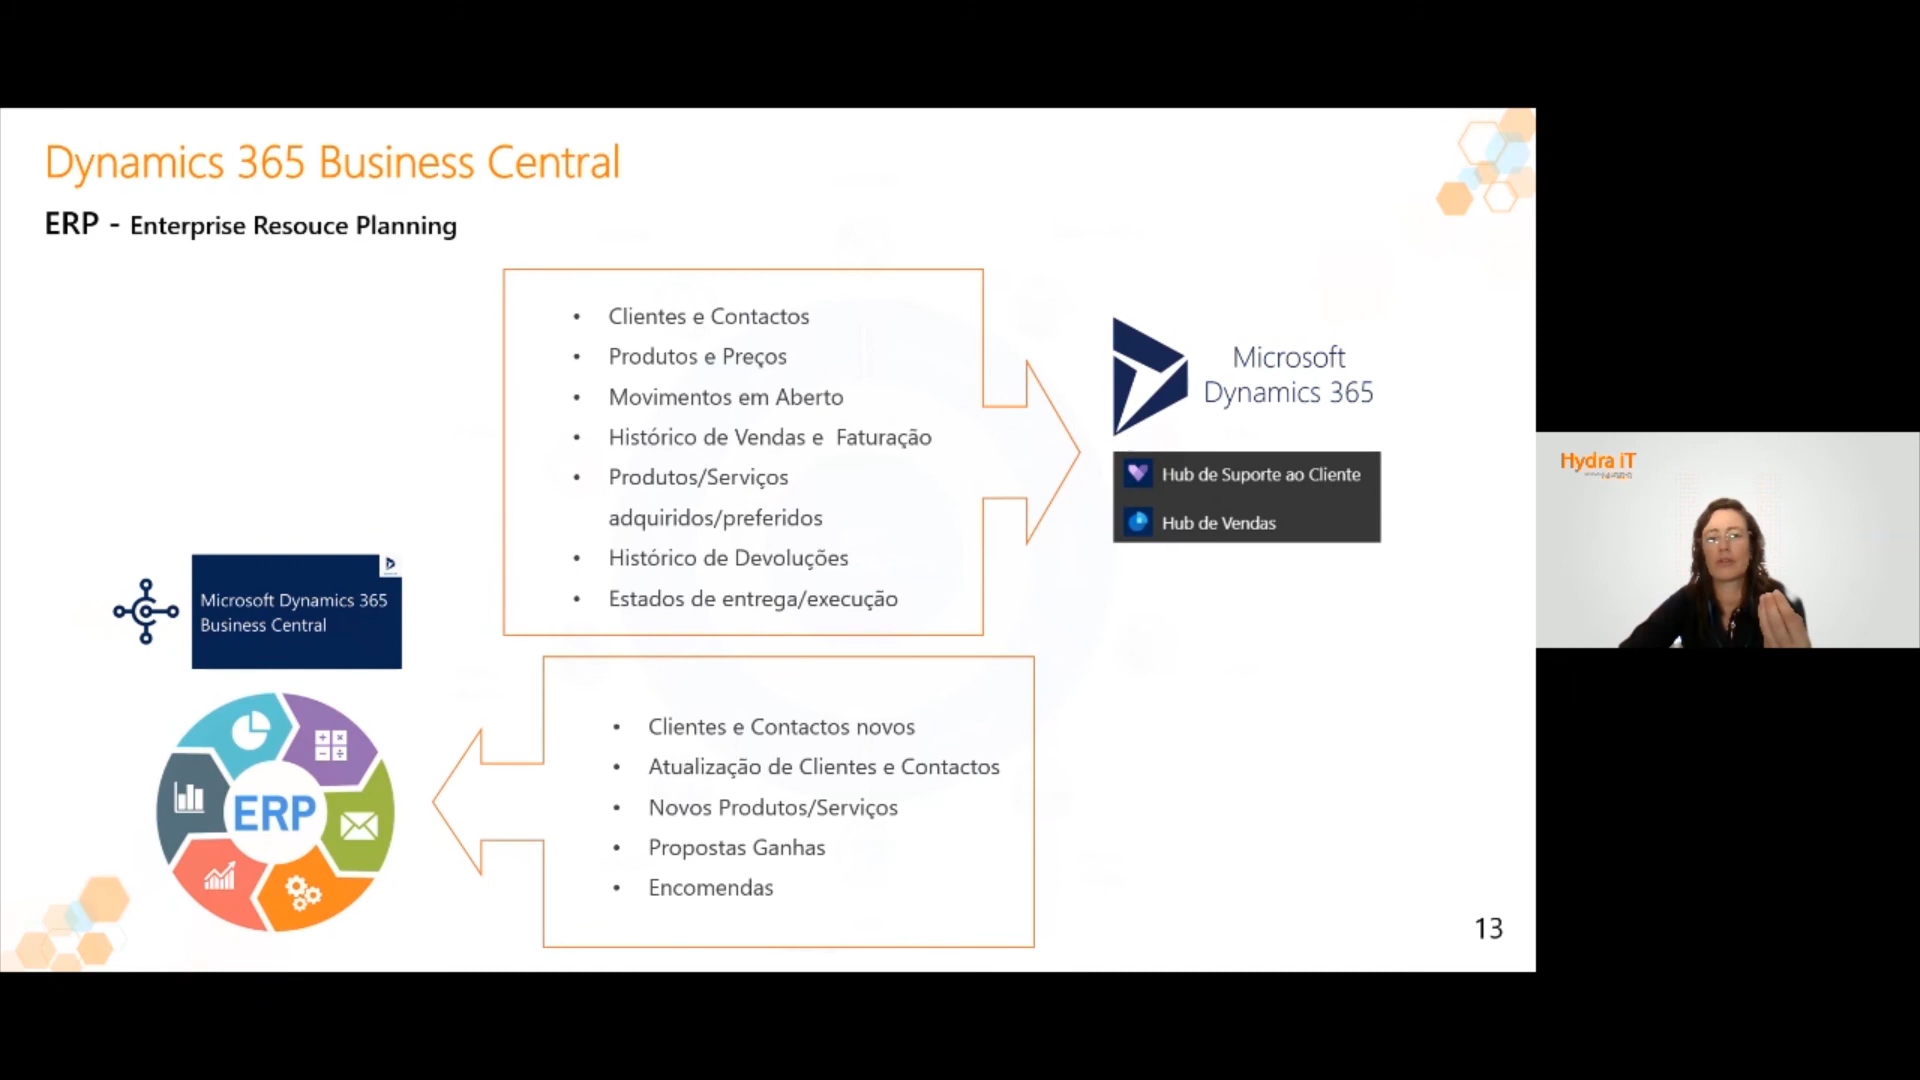 Dynamics 365 Business Central
ERP - Enterprise Resouce Planning
• Clientes e Contactos
• Produtos e Preços
• Movimentos em Aberto
• Histórico de Vendas e Faturação
• Produtos/Serviços
adquiridos/preferidos
• Histórico de Devoluções
• Estados de entrega/execução
Microsoft
Dynamics 365
Hub de Suporte ao Cliente
Hub de Vendas
Hydra iT
Microsoft Dynamics 365
Business Central
ERP
• Clientes e Contactos novos
• Atualização de Clientes e Contactos
• Novos Produtos/Serviços
• Propostas Ganhas
• Encomendas
13